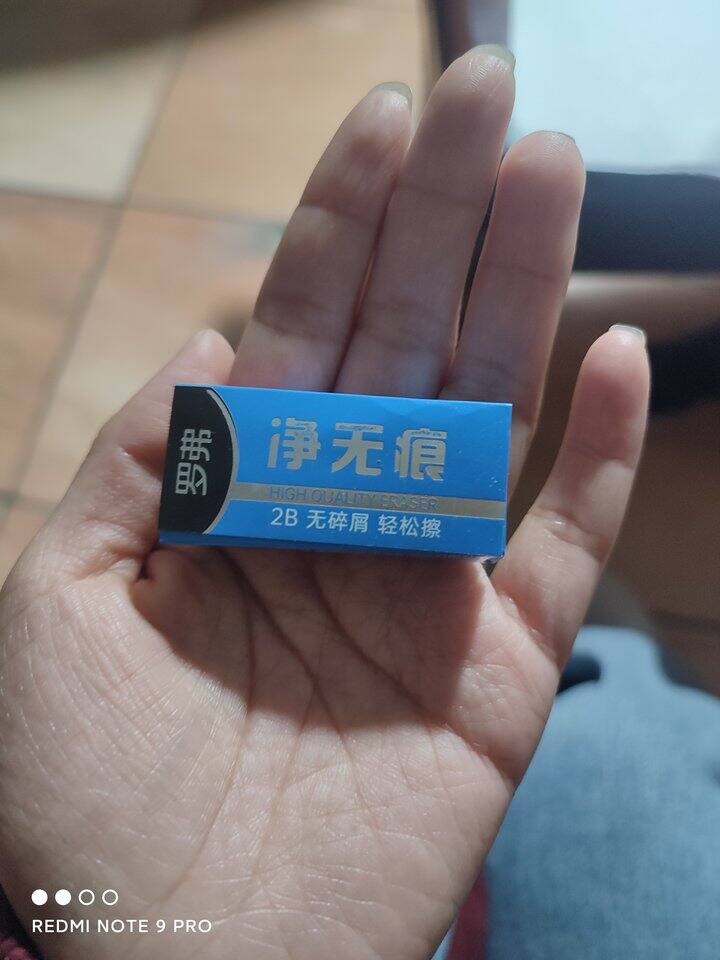 罗弗
净无痕
HIGH QUALITY ERASER
2B 无碎屑 轻松擦
REDMI NOTE 9 PRO